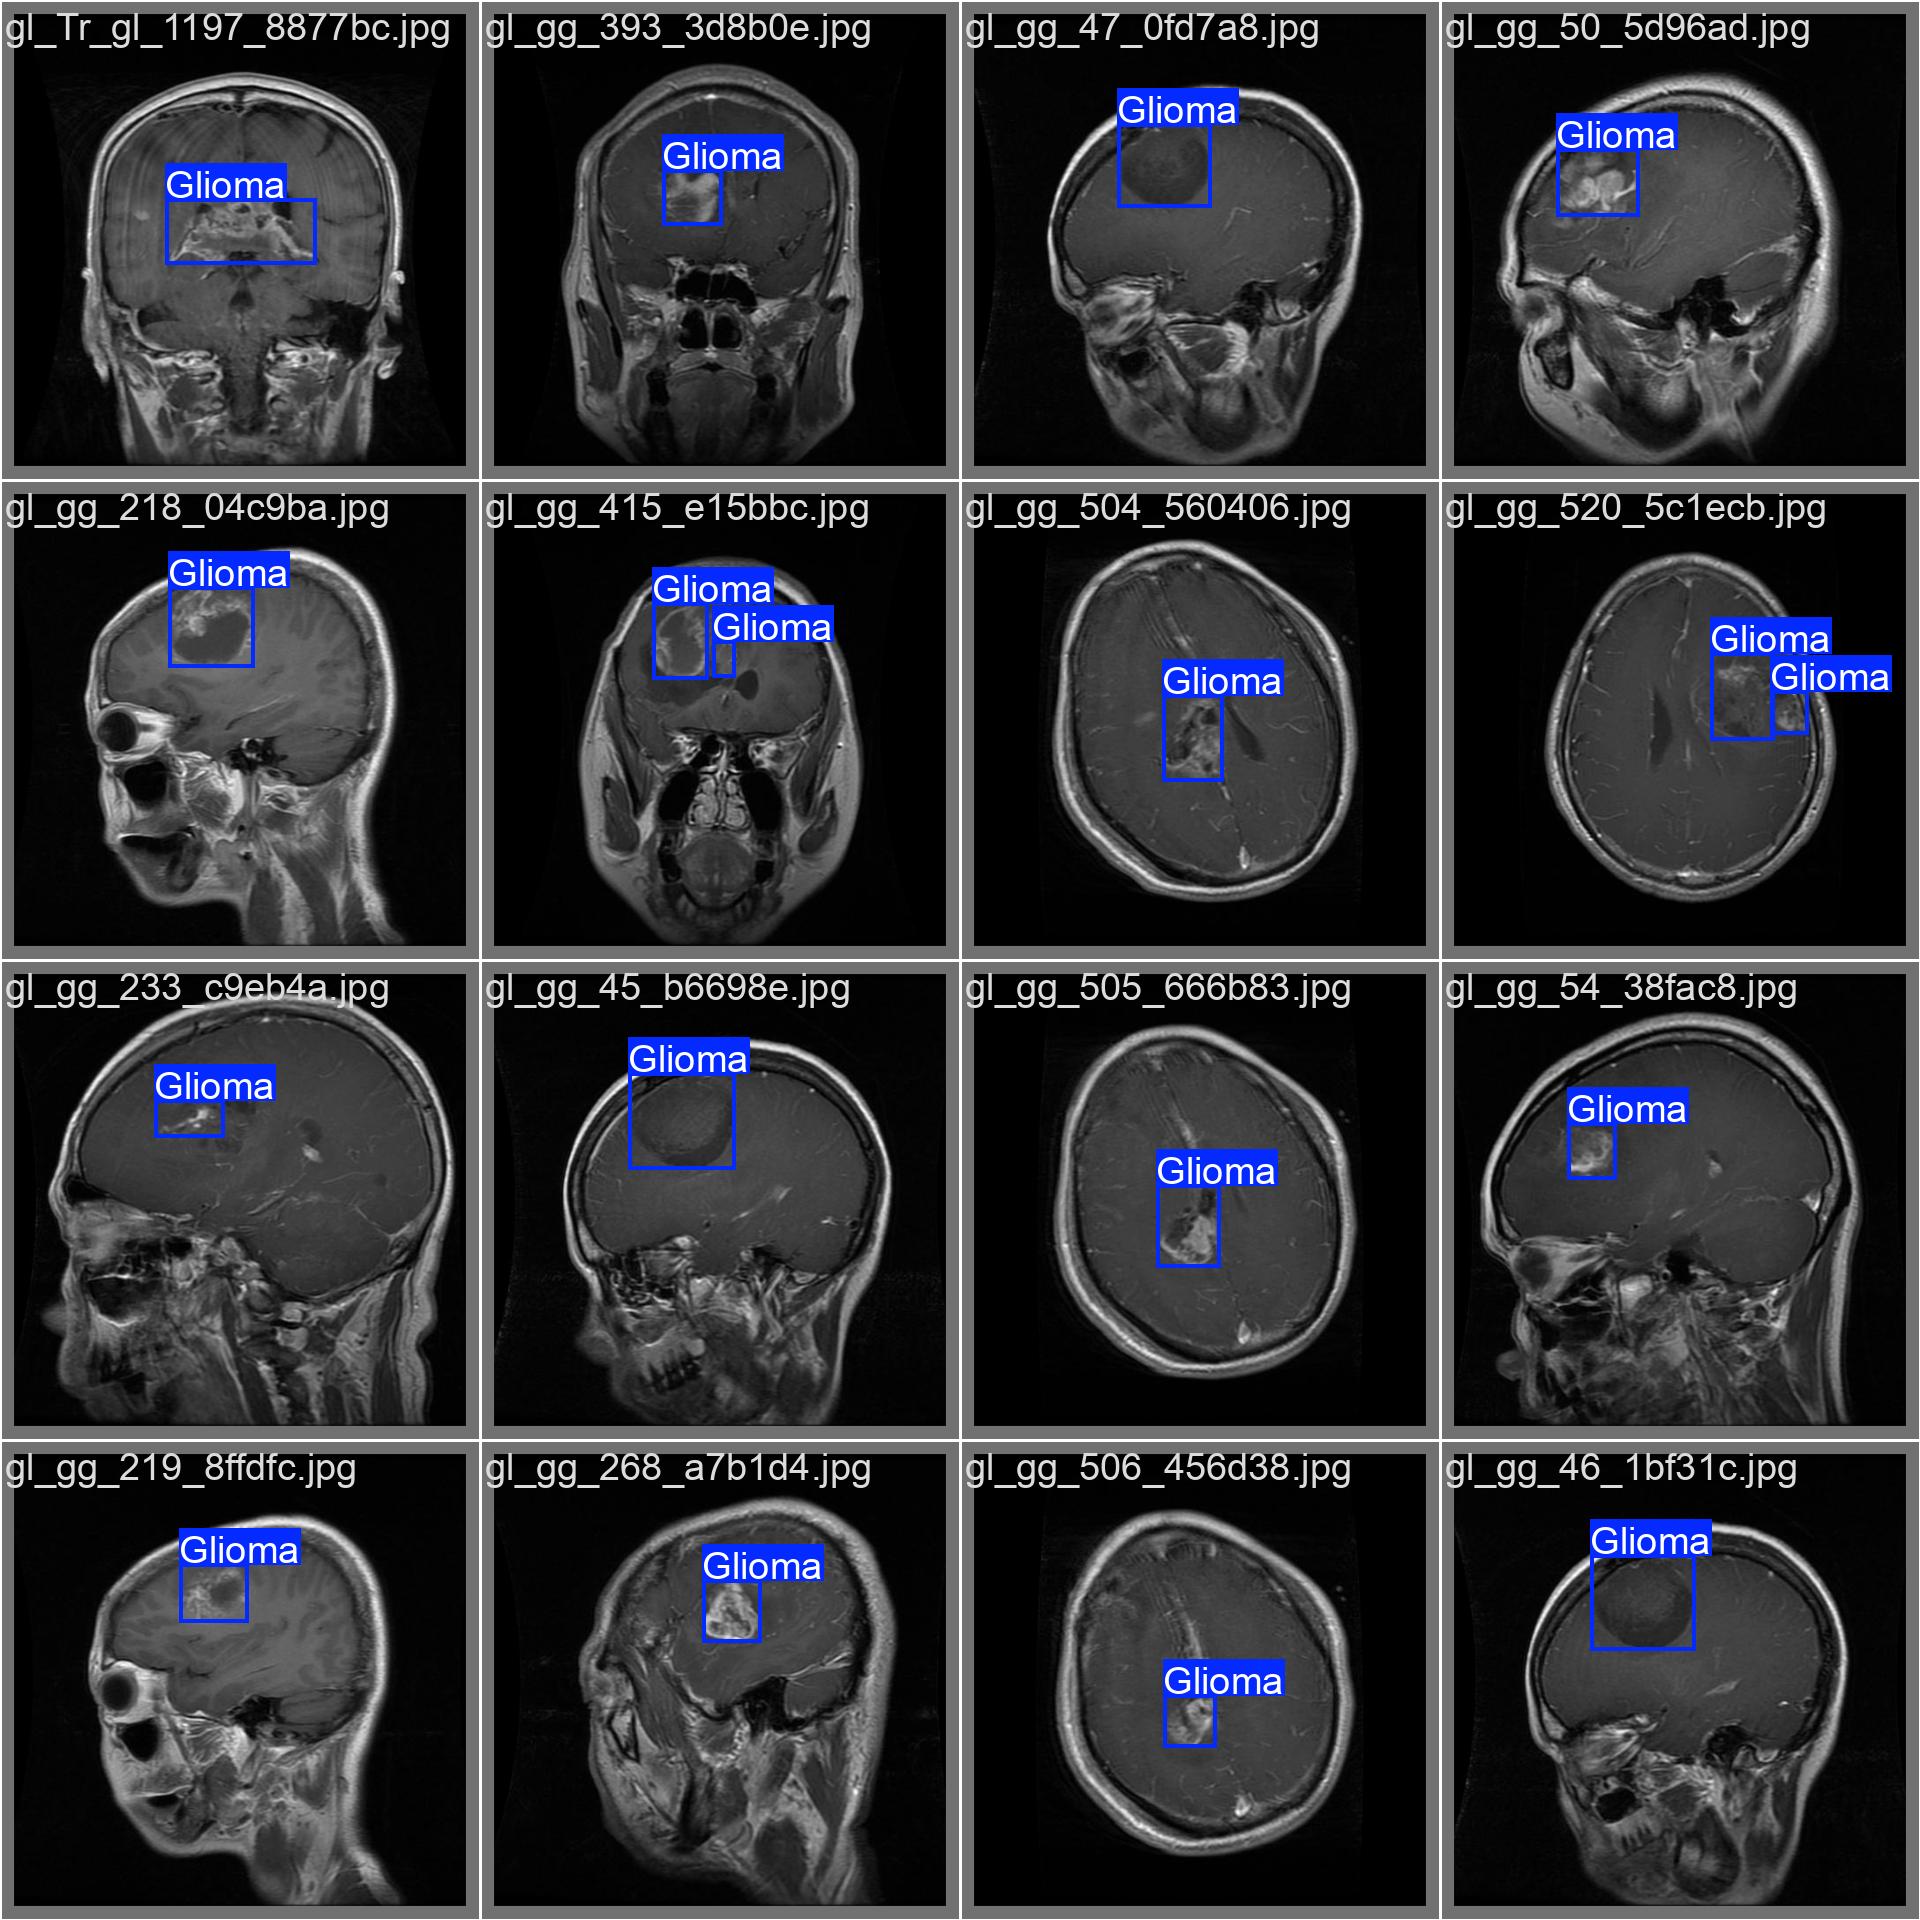 gl_Tr_gl_1197_8877bc.jpg
Glioma
gl_gg_393_3d8b0e.jpg
Glioma
gl_gg_47_0fd7a8.jpg
Glioma
gl_gg_50_5d96ad.jpg
Glioma
gl_gg_218_04c9ba.jpg
Glioma
gl_gg_415_e15bbc.jpg
Glioma
Glioma
gl_gg_504_560406.jpg
Glioma
gl_gg_520_5c1ecb.jpg
Glioma
Glioma
gl_gg_233_c9eb4a.jpg
Glioma
gl_gg_45_b6698e.jpg
Glioma
gl_gg_505_666b83.jpg
Glioma
gl_gg_54_38fac8.jpg
Glioma
gl_gg_219_8ffdfc.jpg
Glioma
gl_gg_268_a7b1d4.jpg
Glioma
gl_gg_506_456d38.jpg
Glioma
gl_gg_46_1bf31c.jpg
Glioma